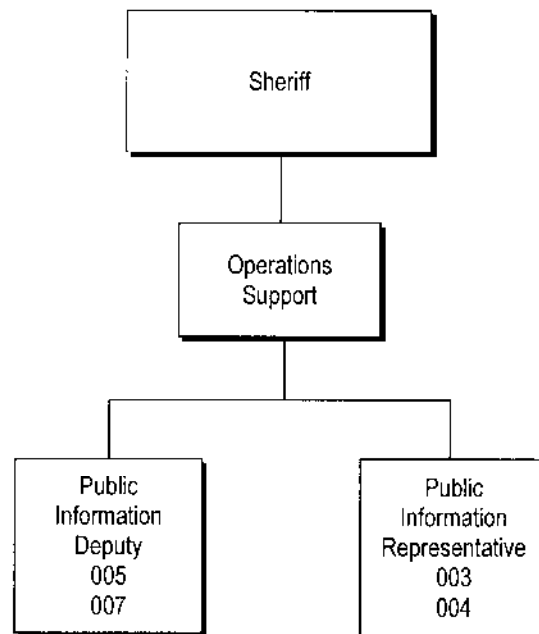 Sheriff
Operations
Support
Public
Information
Deputy
005
007
Public
Information
Representative
003
004